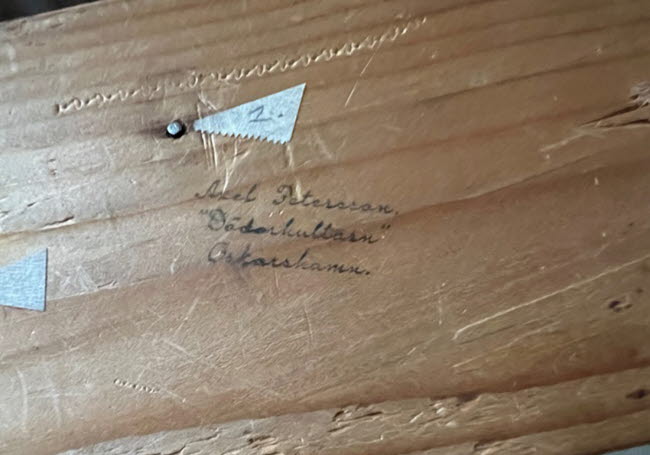 1.
Axel Petersson.
"Döderhultarn"
Oskarshamn.